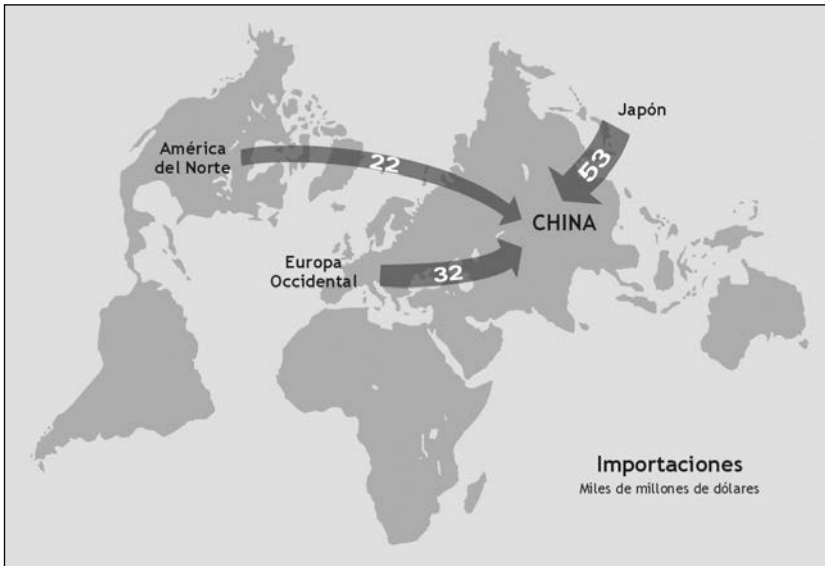 Japón
América
del Norte
22
53
CHINA
Europa
Occidental
32
Importaciones
Miles de millones de dólares